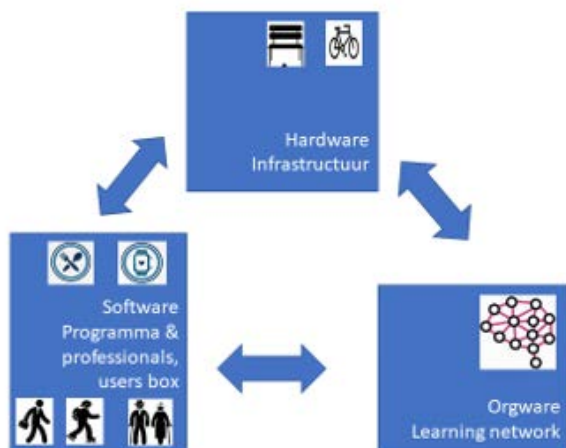 Hardware
Infrastructuur
Software
Programma &
professionals,
users box
Orgware
Learning network